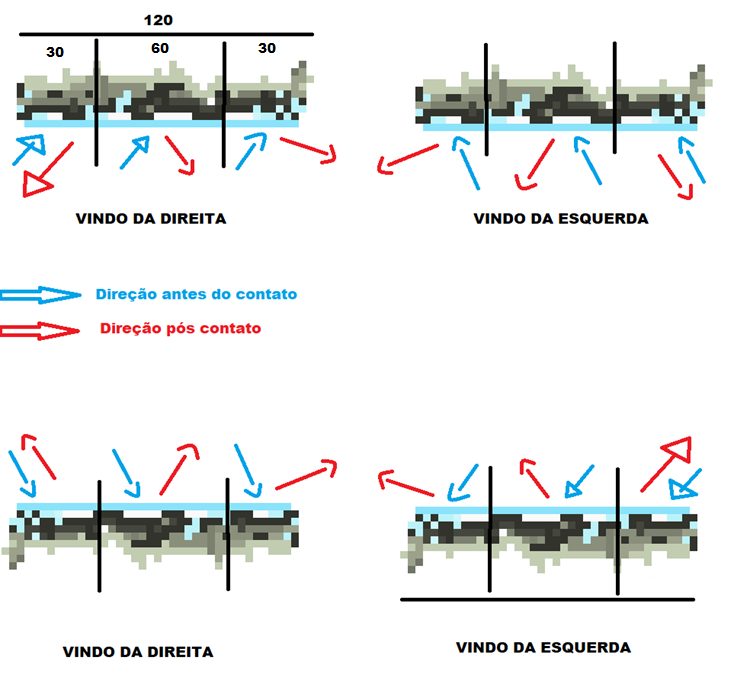 120
30 60 30
VINDO DA DIREITA VINDO DA ESQUERDA
Direção antes do contato
Direção pós contato
VINDO DA DIREITA VINDO DA ESQUERDA